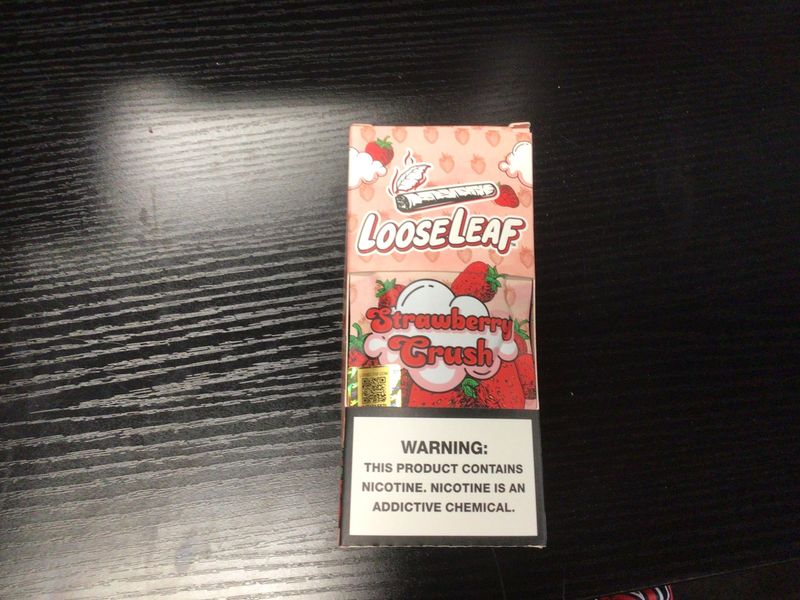 LOOSELEAF
Strawberry
Crush
WARNING:
THIS PRODUCT CONTAINS
NICOTINE. NICOTINE IS AN
ADDICTIVE CHEMICAL.